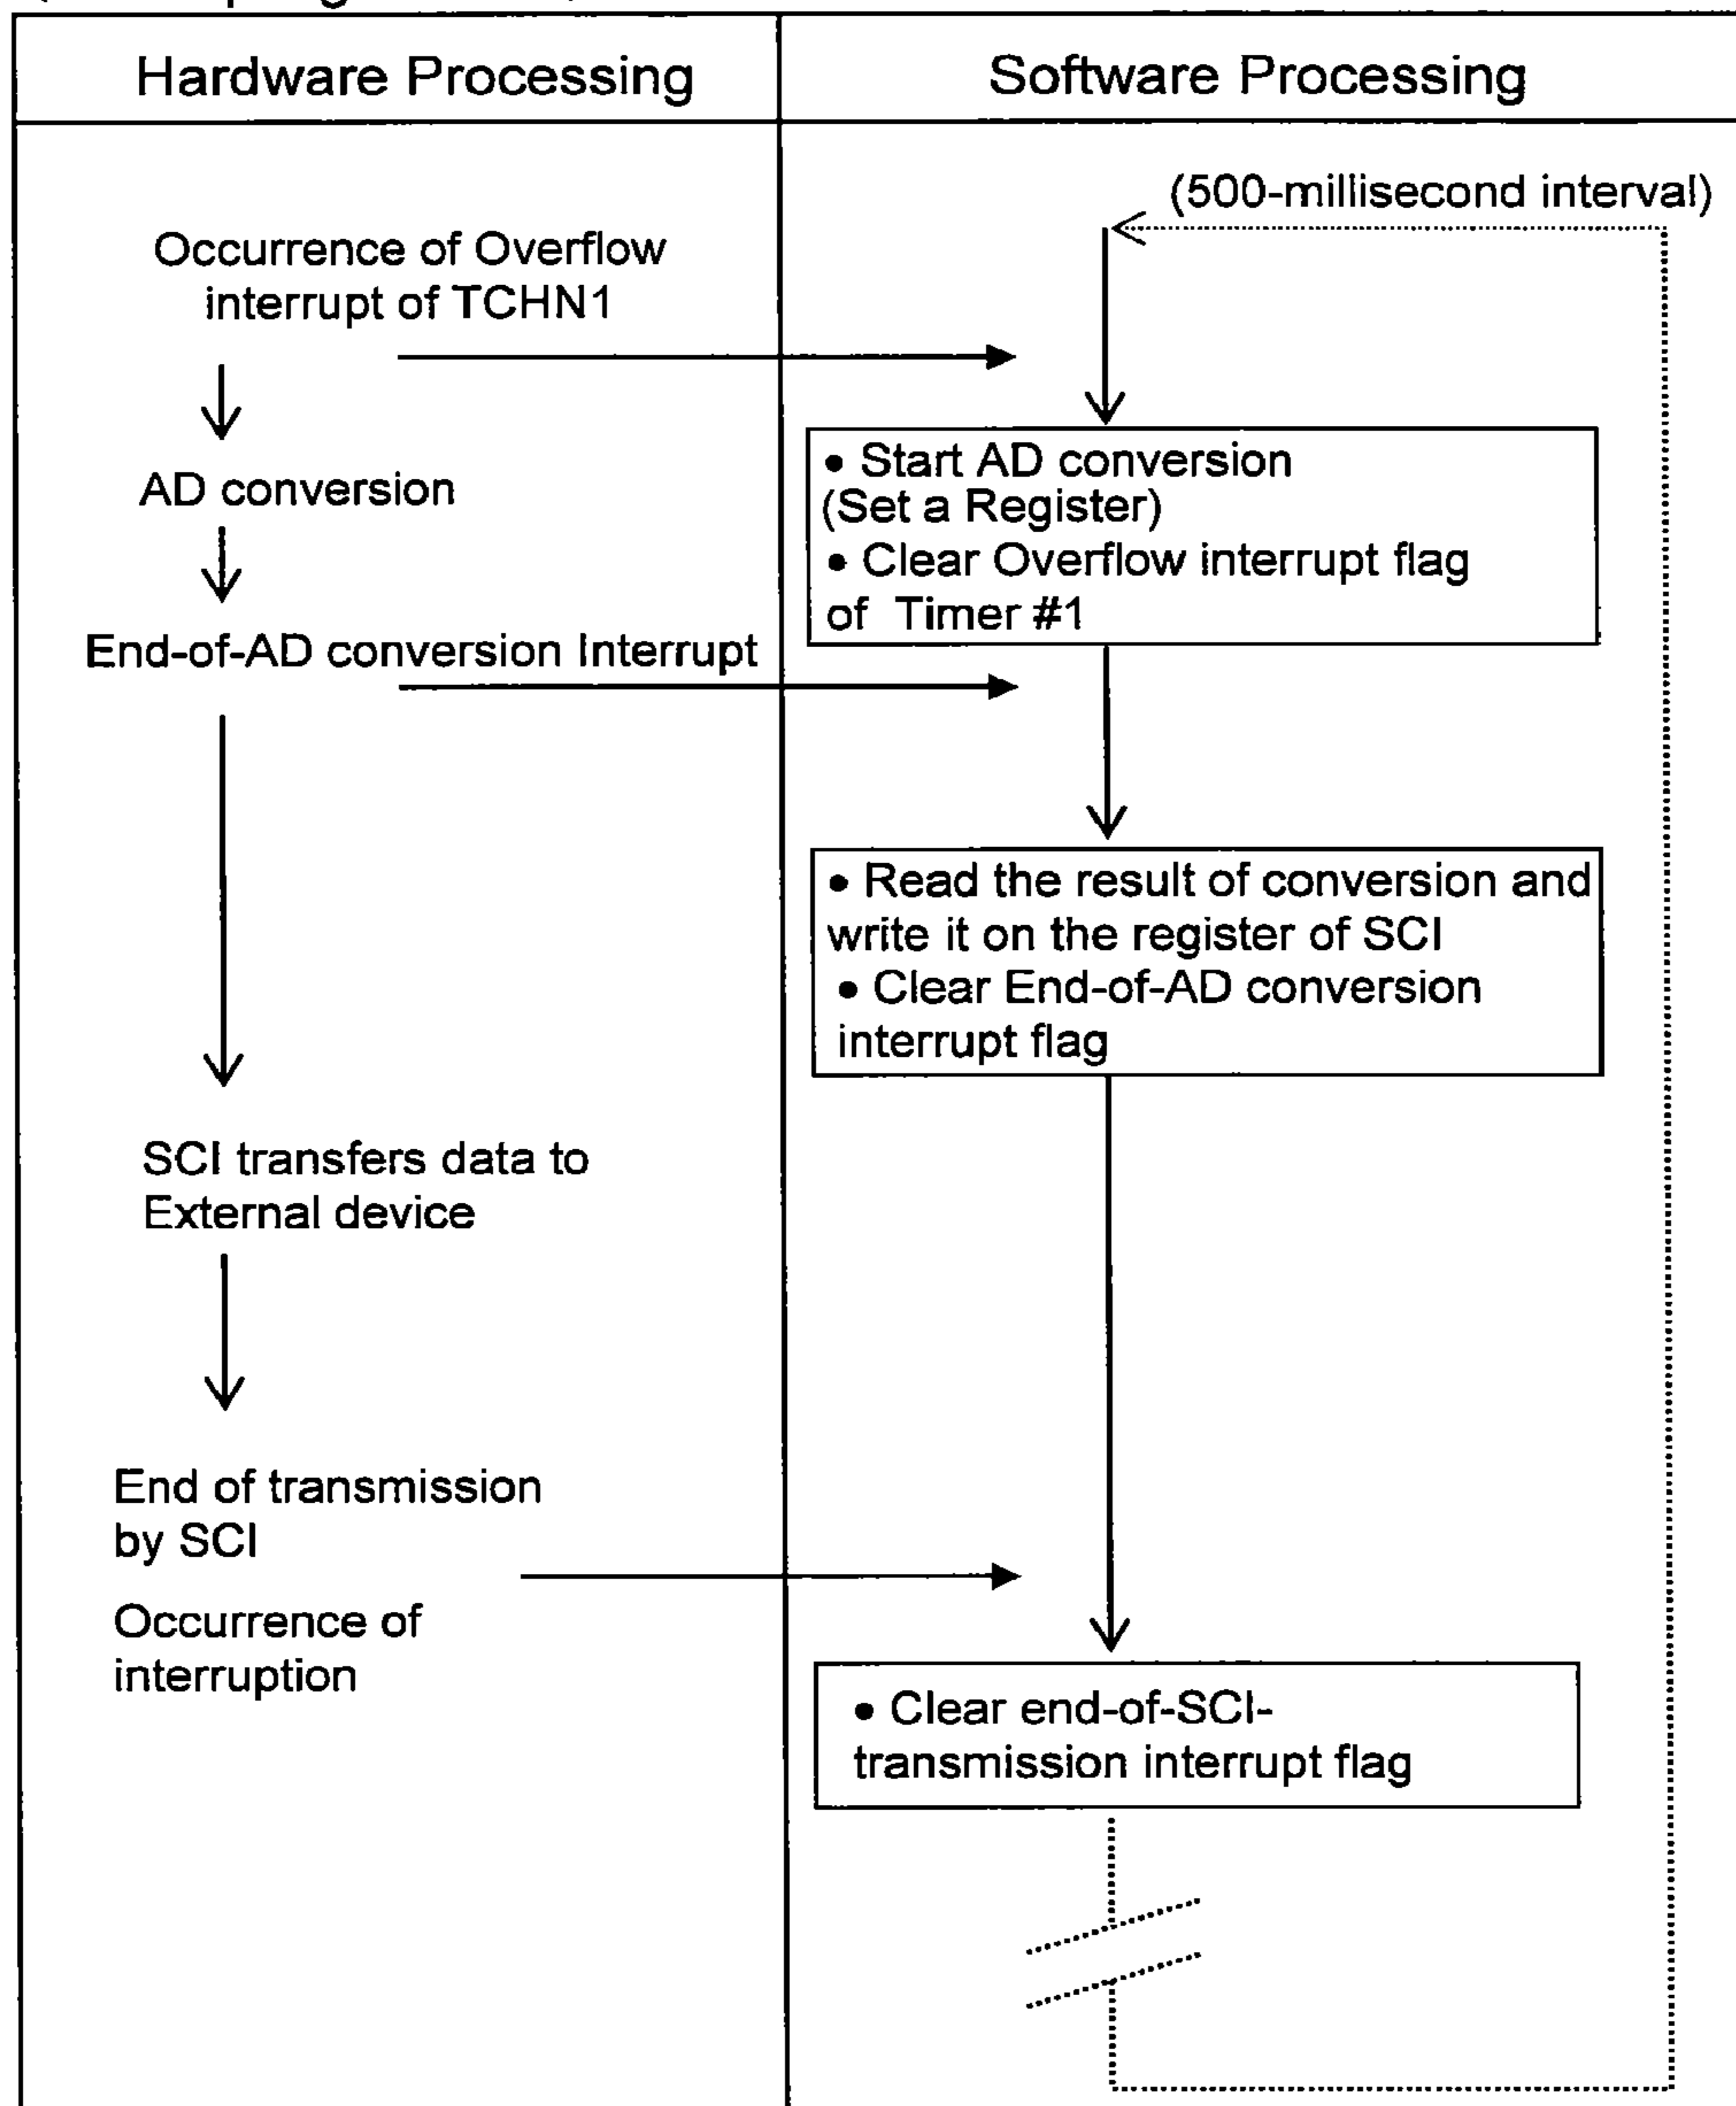 Hardware Processing
Software Processing
(500-millisecond interval)
Occurrence of Overflow
interrupt of TCHN1
AD conversion
• Start AD conversion
(Set a Register)
• Clear Overflow interrupt flag
of Timer #1
End-of-AD conversion Interrupt
• Read the result of conversion and
write it on the register of SCI
• Clear End-of-AD conversion
interrupt flag
SCI transfers data to
External device
End of transmission
by SCI
Occurrence of
interruption
• Clear end-of-SCI-
transmission interrupt flag